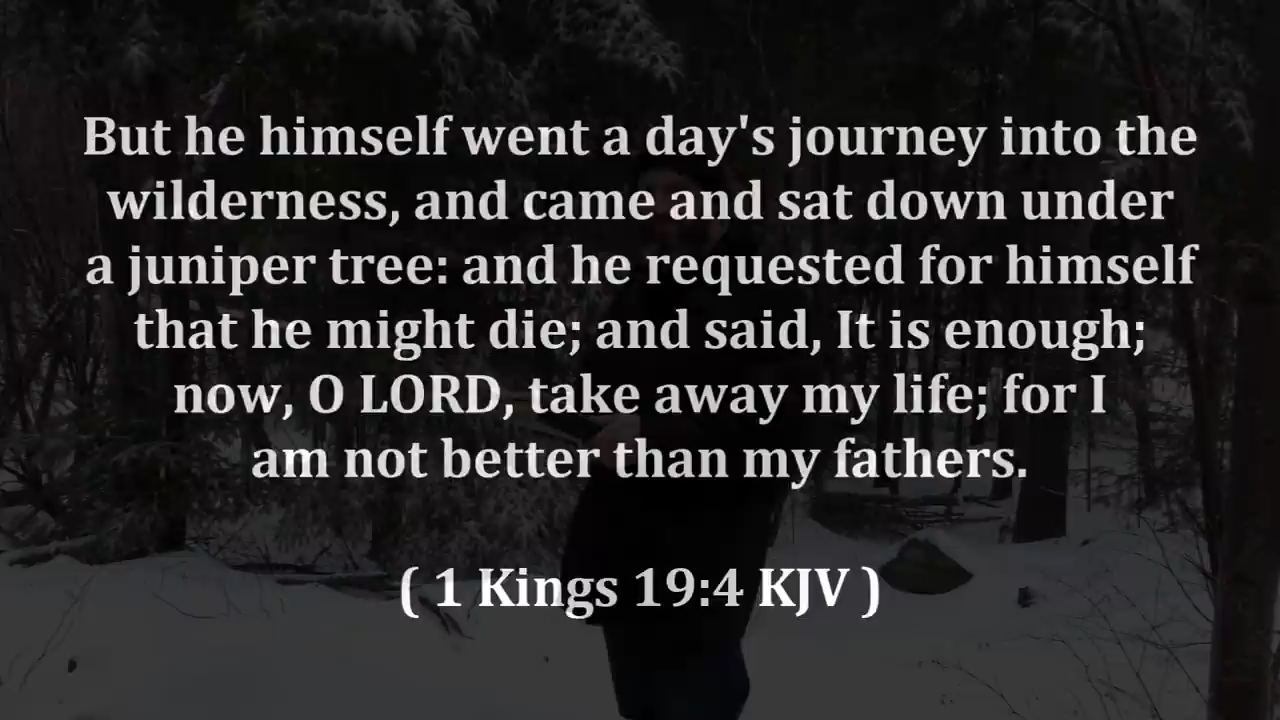 But he himself went a day's journey into the
wilderness, and came and sat down under
a juniper tree: and he requested for himself
that he might die; and said, It is enough;
now, O LORD, take away my life; for I
am not better than my fathers.
( 1 Kings 19:4 KJV )